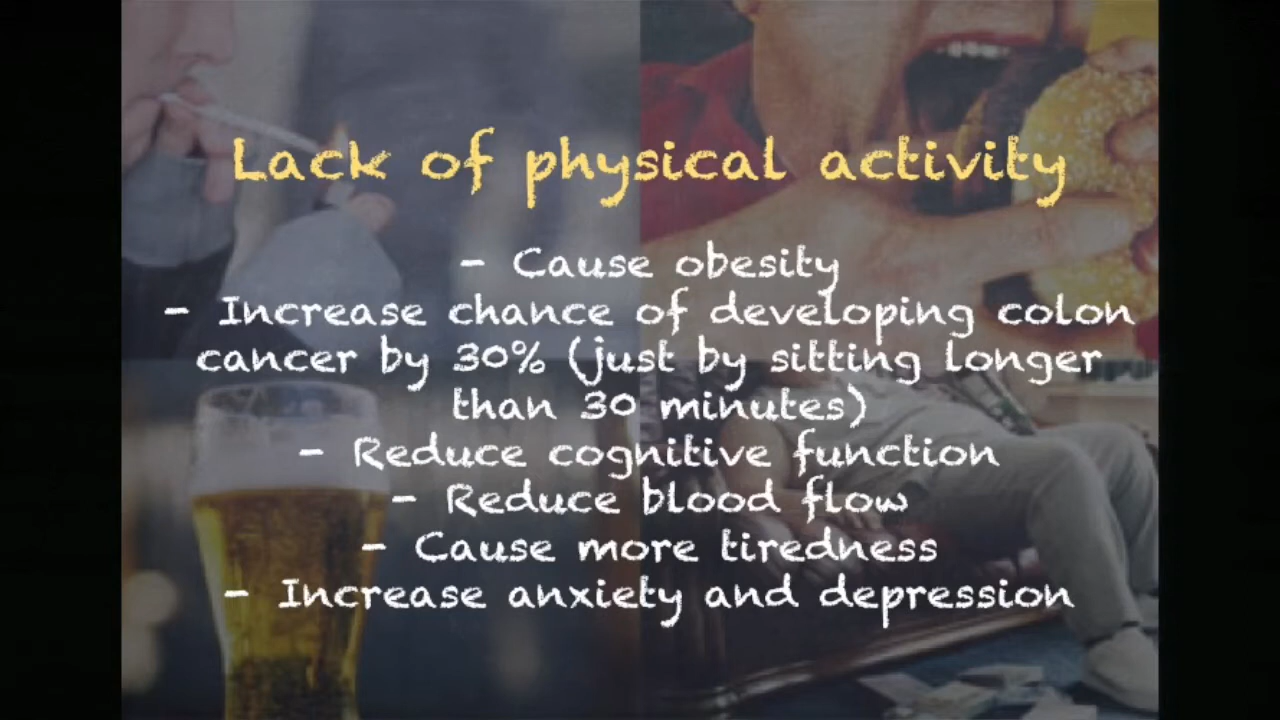 Lack of physical activity
- Cause obesity
- Increase chance of developing colon
cancer by 30% (just by sitting longer
than 30 minutes)
- Reduce cognitive function
- Reduce blood flow
- Cause more tiredness
- Increase anxiety and depression